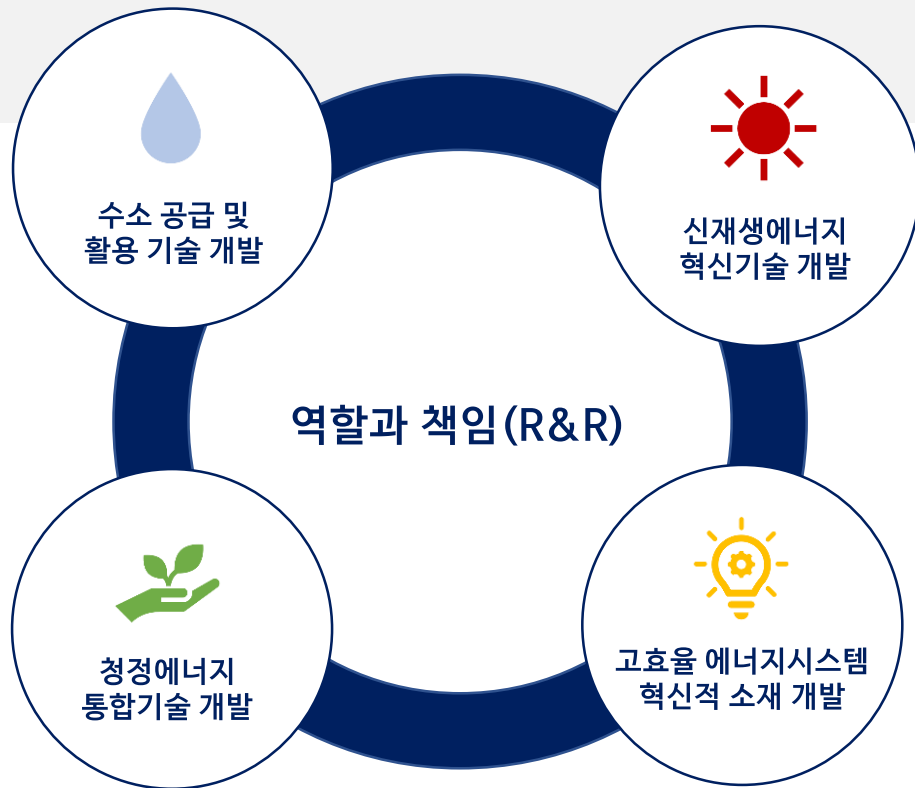 수소 공급 및
활용 기술 개발
신재생에너지
혁신기술 개발
역할과 책임(R&R)
청정에너지
통합기술 개발
고효율 에너지시스템
혁신적 소재 개발